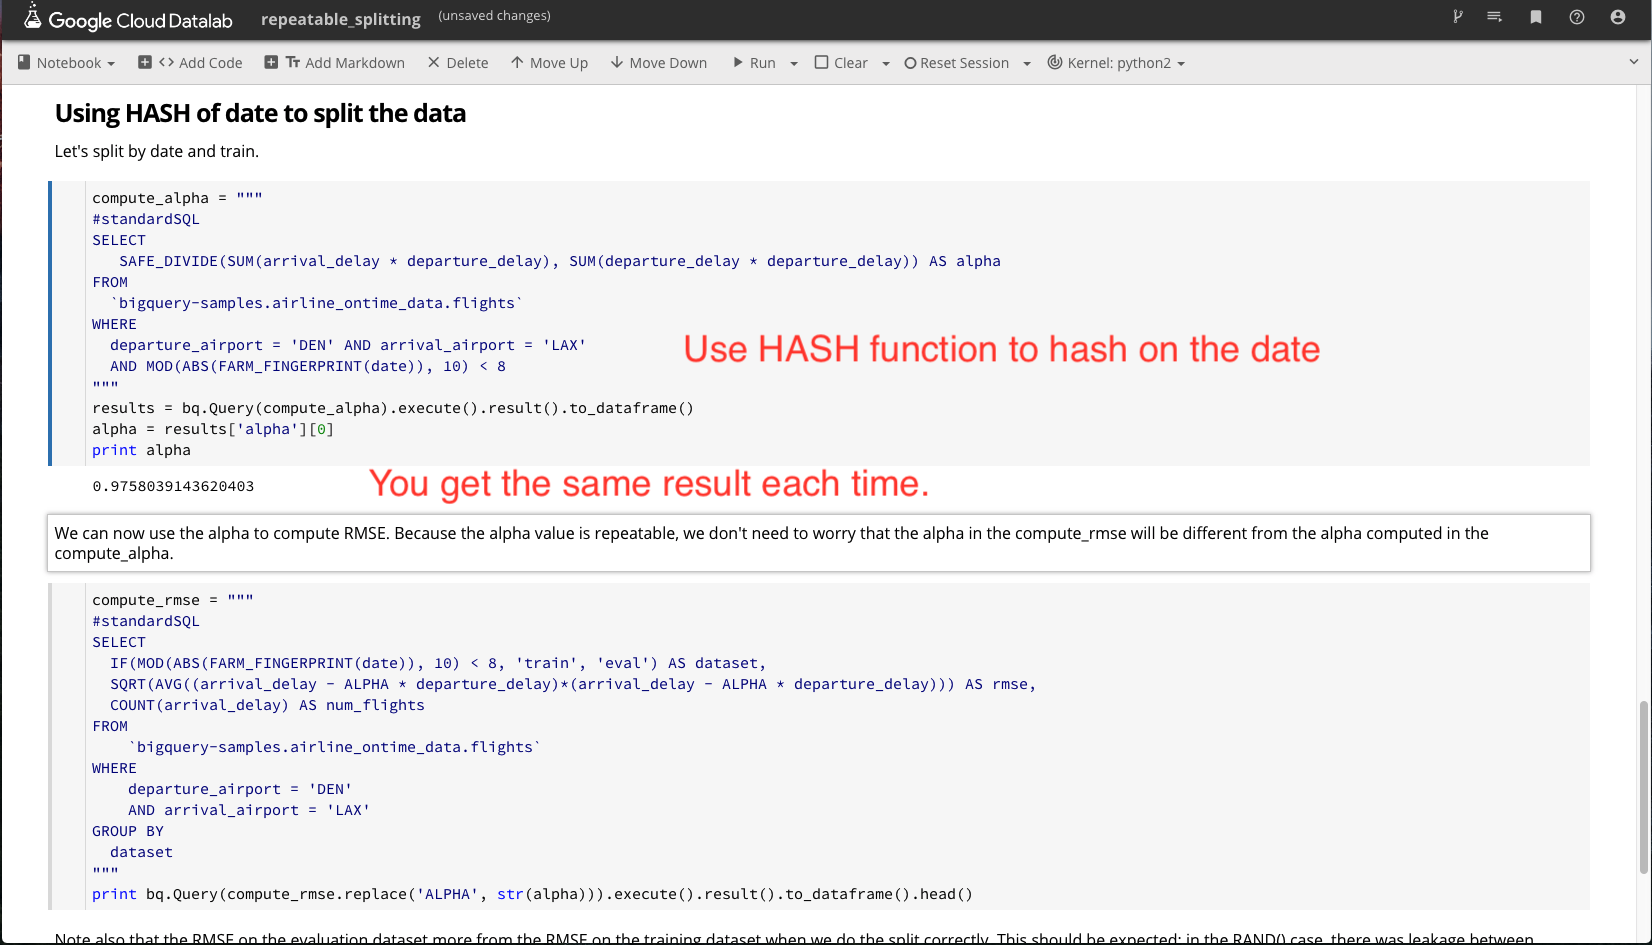 Google Cloud Datalab repeatable_splitting (unsaved changes)
Notebook <> Add Code Tт Add Markdown Delete Move Up Move Down Run Clear Reset Session Kernel: python2
Using HASH of date to split the data
Let's split by date and train.
compute_alpha = """
#standardSQL
SELECT
   SAFE_DIVIDE(SUM(arrival_delay * departure_delay), SUM(departure_delay * departure_delay)) AS alpha
FROM
  `bigquery-samples.airline_ontime_data.flights`
WHERE
  departure_airport = 'DEN' AND arrival_airport = 'LAX'
Use HASH function to hash on the date
  AND MOD(ABS(FARM_FINGERPRINT(date)), 10) < 8
"""
results = bq.Query(compute_alpha).execute().result().to_dataframe()
alpha = results['alpha'][0]
print alpha
0.9758039143620403
You get the same result each time.
We can now use the alpha to compute RMSE. Because the alpha value is repeatable, we don't need to worry that the alpha in the compute_rmse will be different from the alpha computed in the
compute_alpha.
compute_rmse = """
#standardSQL
SELECT
  IF(MOD(ABS(FARM_FINGERPRINT(date)), 10) < 8, 'train', 'eval') AS dataset,
  SQRT(AVG((arrival_delay - ALPHA * departure_delay)*(arrival_delay - ALPHA * departure_delay))) AS rmse,
  COUNT(arrival_delay) AS num_flights
FROM
    `bigquery-samples.airline_ontime_data.flights`
WHERE
    departure_airport = 'DEN'
    AND arrival_airport = 'LAX'
GROUP BY
  dataset
"""
print bq.Query(compute_rmse.replace('ALPHA', str(alpha))).execute().result().to_dataframe().head()
Note also that the RMSE on the evaluation dataset more from the RMSE on the training dataset when we do the split correctly. This should be expected; in the RAND() case, there was leakage between